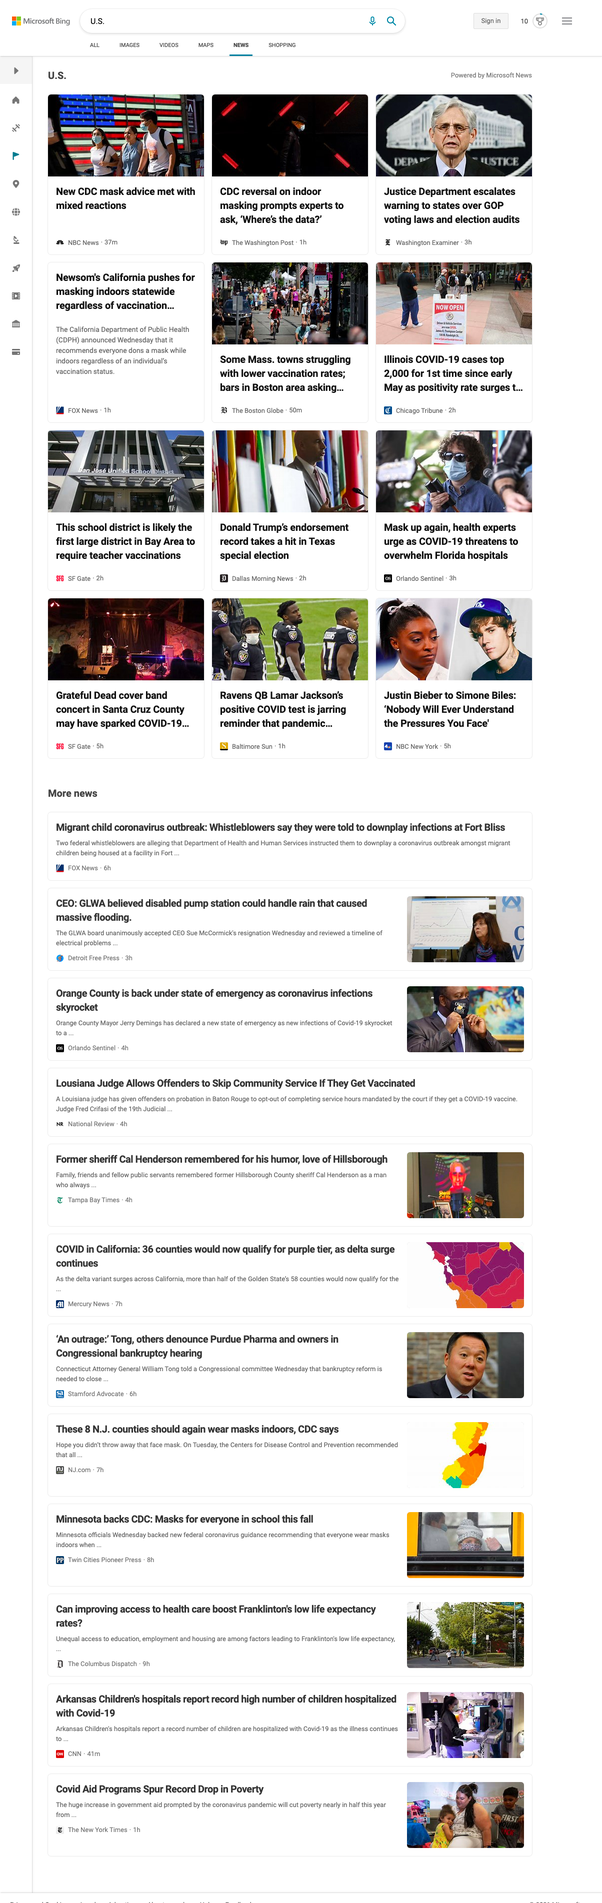 Microsoft Bing
U.S.
Sign in
10
ALL
IMAGES
VIDEOS
MAPS
NEWS
SHOPPING
U.S.
Powered by Microsoft News
New CDC mask advice met with
mixed reactions
NBC News · 37m
CDC reversal on indoor
masking prompts experts to
ask, ‘Where’s the data?’
wp The Washington Post · 1h
DEPA
JUSTICE
Justice Department escalates
warning to states over GOP
voting laws and election audits
Washington Examiner · 3h
Newsom's California pushes for
masking indoors statewide
regardless of vaccination...
The California Department of Public Health
(CDPH) announced Wednesday that it
recommends everyone dons a mask while
indoors regardless of an individual's
vaccination status.
FOX News · 1h
Some Mass. towns struggling
with lower vaccination rates;
bars in Boston area asking...
The Boston Globe · 50m
NOW OPEN
Illinois COVID-19 cases top
2,000 for 1st time since early
May as positivity rate surges t...
Chicago Tribune · 2h
San José Unified School District
This school district is likely the
first large district in Bay Area to
require teacher vaccinations
SF Gate · 2h
Donald Trump’s endorsement
record takes a hit in Texas
special election
Dallas Morning News · 2h
Mask up again, health experts
urge as COVID-19 threatens to
overwhelm Florida hospitals
OS Orlando Sentinel · 3h
Grateful Dead cover band
concert in Santa Cruz County
may have sparked COVID-19...
SF Gate · 5h
Ravens QB Lamar Jackson’s
positive COVID test is jarring
reminder that pandemic...
Baltimore Sun · 1h
Justin Bieber to Simone Biles:
‘Nobody Will Ever Understand
the Pressures You Face’
NBC New York · 5h
More news
Migrant child coronavirus outbreak: Whistleblowers say they were told to downplay infections at Fort Bliss
Two federal whistleblowers are alleging that Department of Health and Human Services instructed them to downplay a coronavirus outbreak amongst migrant
children being housed at a facility in Fort ...
FOX News · 6h
CEO: GLWA believed disabled pump station could handle rain that caused
massive flooding.
The GLWA board unanimously accepted CEO Sue McCormick's resignation Wednesday and reviewed a timeline of
electrical problems ...
Detroit Free Press · 3h
Orange County is back under state of emergency as coronavirus infections
skyrocket
Orange County Mayor Jerry Demings has declared a new state of emergency as new infections of Covid-19 skyrocket
to a ...
OS Orlando Sentinel · 4h
Lousiana Judge Allows Offenders to Skip Community Service If They Get Vaccinated
A Louisiana judge has given offenders on probation in Baton Rouge to opt-out of completing service hours mandated by the court if they get a COVID-19 vaccine.
Judge Fred Crifasi of the 19th Judicial ...
NR National Review · 4h
Former sheriff Cal Henderson remembered for his humor, love of Hillsborough
Family, friends and fellow public servants remembered former Hillsborough County sheriff Cal Henderson as a man
who always ...
Tampa Bay Times · 4h
COVID in California: 36 counties would now qualify for purple tier, as delta surge
continues
As the delta variant surges across California, more than half of the Golden State's 58 counties would now qualify for the
...
Mercury News · 7h
‘An outrage:’ Tong, others denounce Purdue Pharma and owners in
Congressional bankruptcy hearing
Connecticut Attorney General William Tong told a Congressional committee Wednesday that bankruptcy reform is
needed to close ...
SA Stamford Advocate · 6h
These 8 N.J. counties should again wear masks indoors, CDC says
Hope you didn’t throw away that face mask. On Tuesday, the Centers for Disease Control and Prevention recommended
that all ...
NJ.com · 7h
Minnesota backs CDC: Masks for everyone in school this fall
Minnesota officials Wednesday backed new federal coronavirus guidance recommending that everyone wear masks
indoors when ...
PP Twin Cities Pioneer Press · 8h
Can improving access to health care boost Franklinton's low life expectancy
rates?
Unequal access to education, employment and housing are among factors leading to Franklinton's low life expectancy,
...
The Columbus Dispatch · 9h
Arkansas Children's hospitals report record high number of children hospitalized
with Covid-19
Arkansas Children's hospitals report a record number of children are hospitalized with Covid-19 as the illness continues
to ...
CNN CNN · 41m
Covid Aid Programs Spur Record Drop in Poverty
The huge increase in government aid prompted by the coronavirus pandemic will cut poverty nearly in half this year
from ...
The New York Times · 1h
FIRST